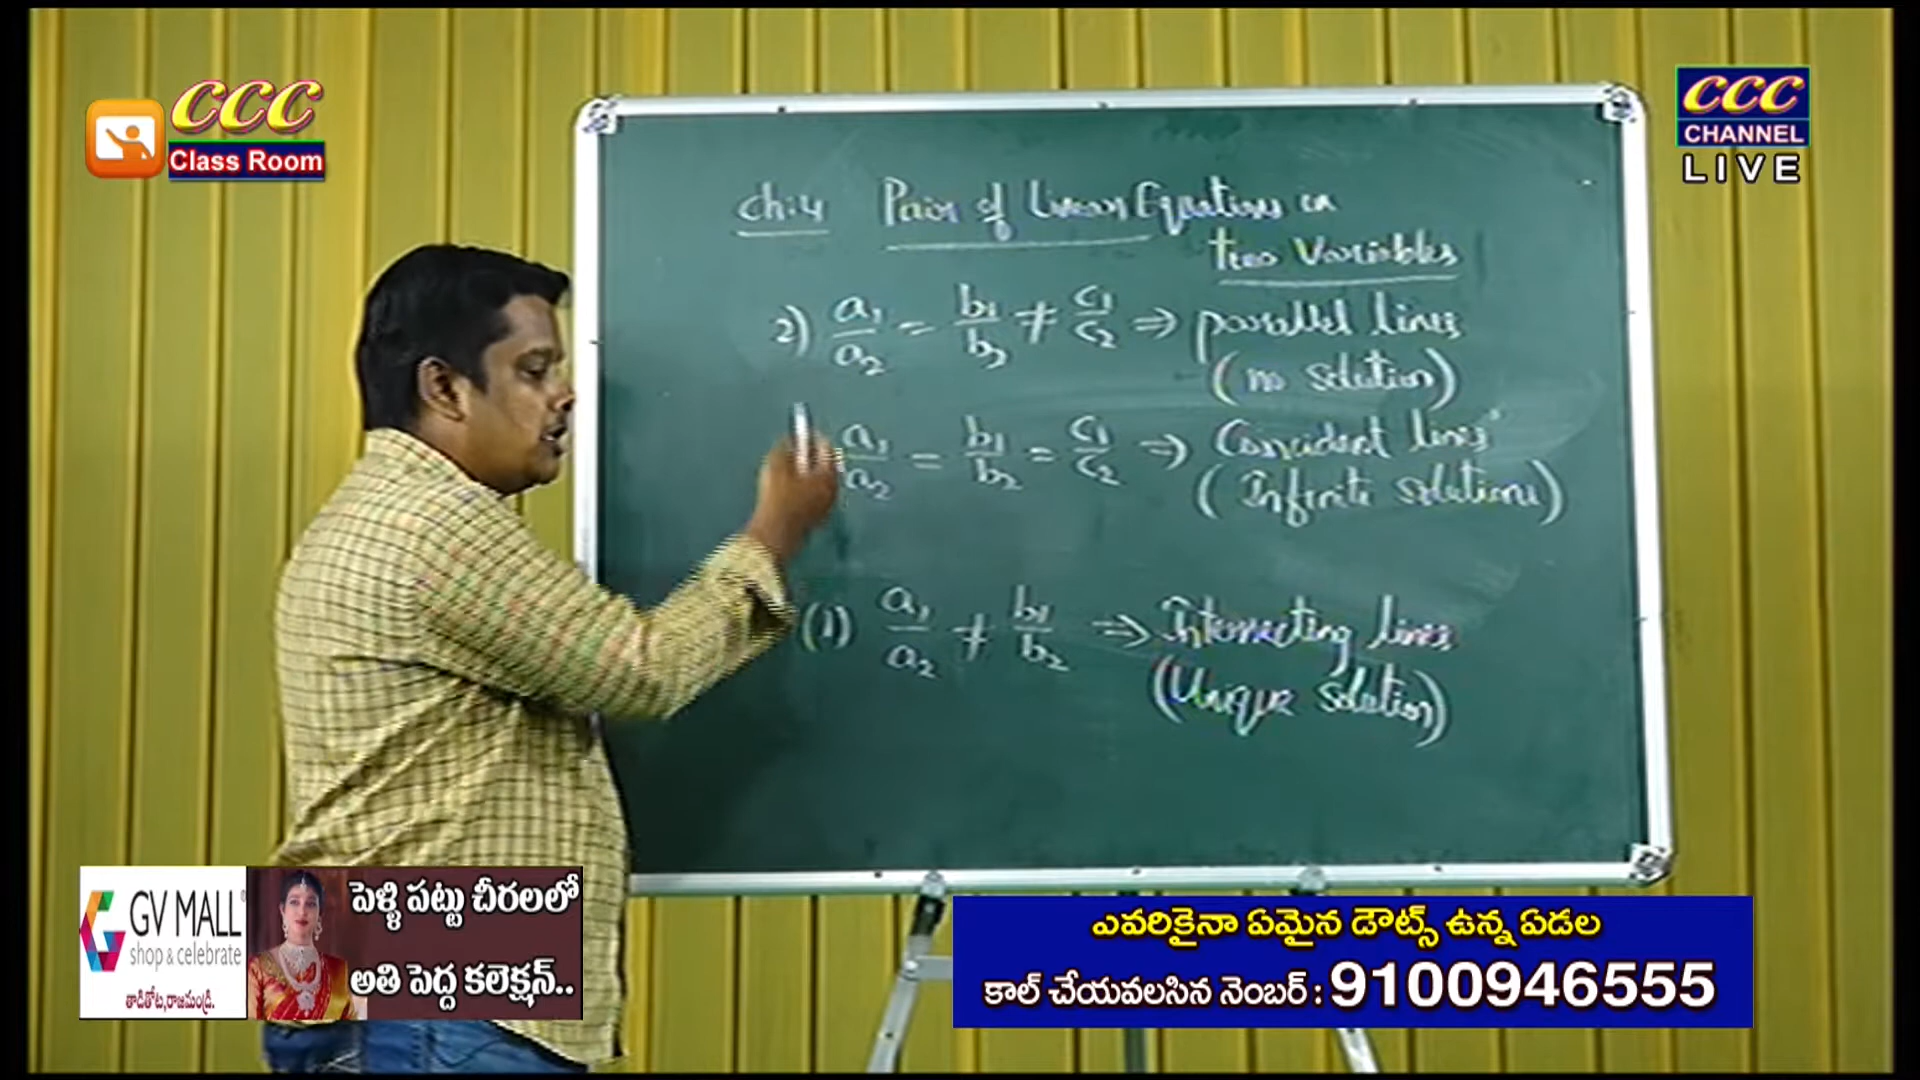 CCC
Class Room
CCC
CHANNEL
LIVE
Ch:4 Pair of Linear Equations in
two Variables
2) a₁/a₂ = b₁/b₂ ≠ c₁/c₂ ⇒ parallel lines
(no solution)
a₁/a₂ = b₁/b₂ = c₁/c₂ ⇒ Coincident lines
(Infinite solutions)
(1) a₁/a₂ ≠ b₁/b₂ ⇒ Intersecting lines
(Unique solution)
GV MALL
shop & celebrate
తాడితోట,రాజమండ్రి.
పెళ్ళి పట్టు చీరలలో
అతి పెద్ద కలెక్షన్..
ఎవరికైనా ఏమైన డౌట్స్ ఉన్న ఏడల
కాల్ చేయవలసిన నెంబర్ : 9100946555